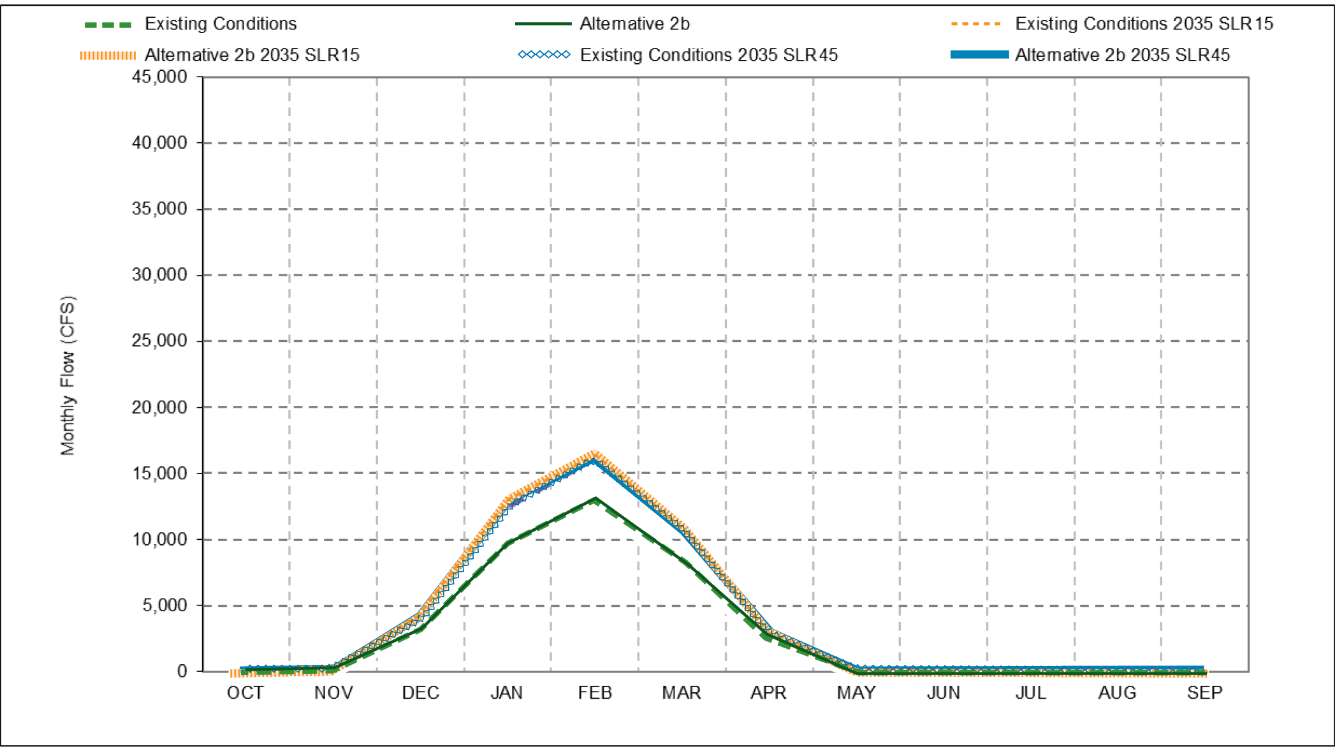 Existing Conditions
Alternative 2b
Existing Conditions 2035 SLR15
Alternative 2b 2035 SLR15
Existing Conditions 2035 SLR45
Alternative 2b 2035 SLR45
45,000
40,000
35,000
30,000
25,000
20,000
15,000
10,000
5,000
0
Monthly Flow (CFS)
OCT NOV DEC JAN FEB MAR APR MAY JUN JUL AUG SEP